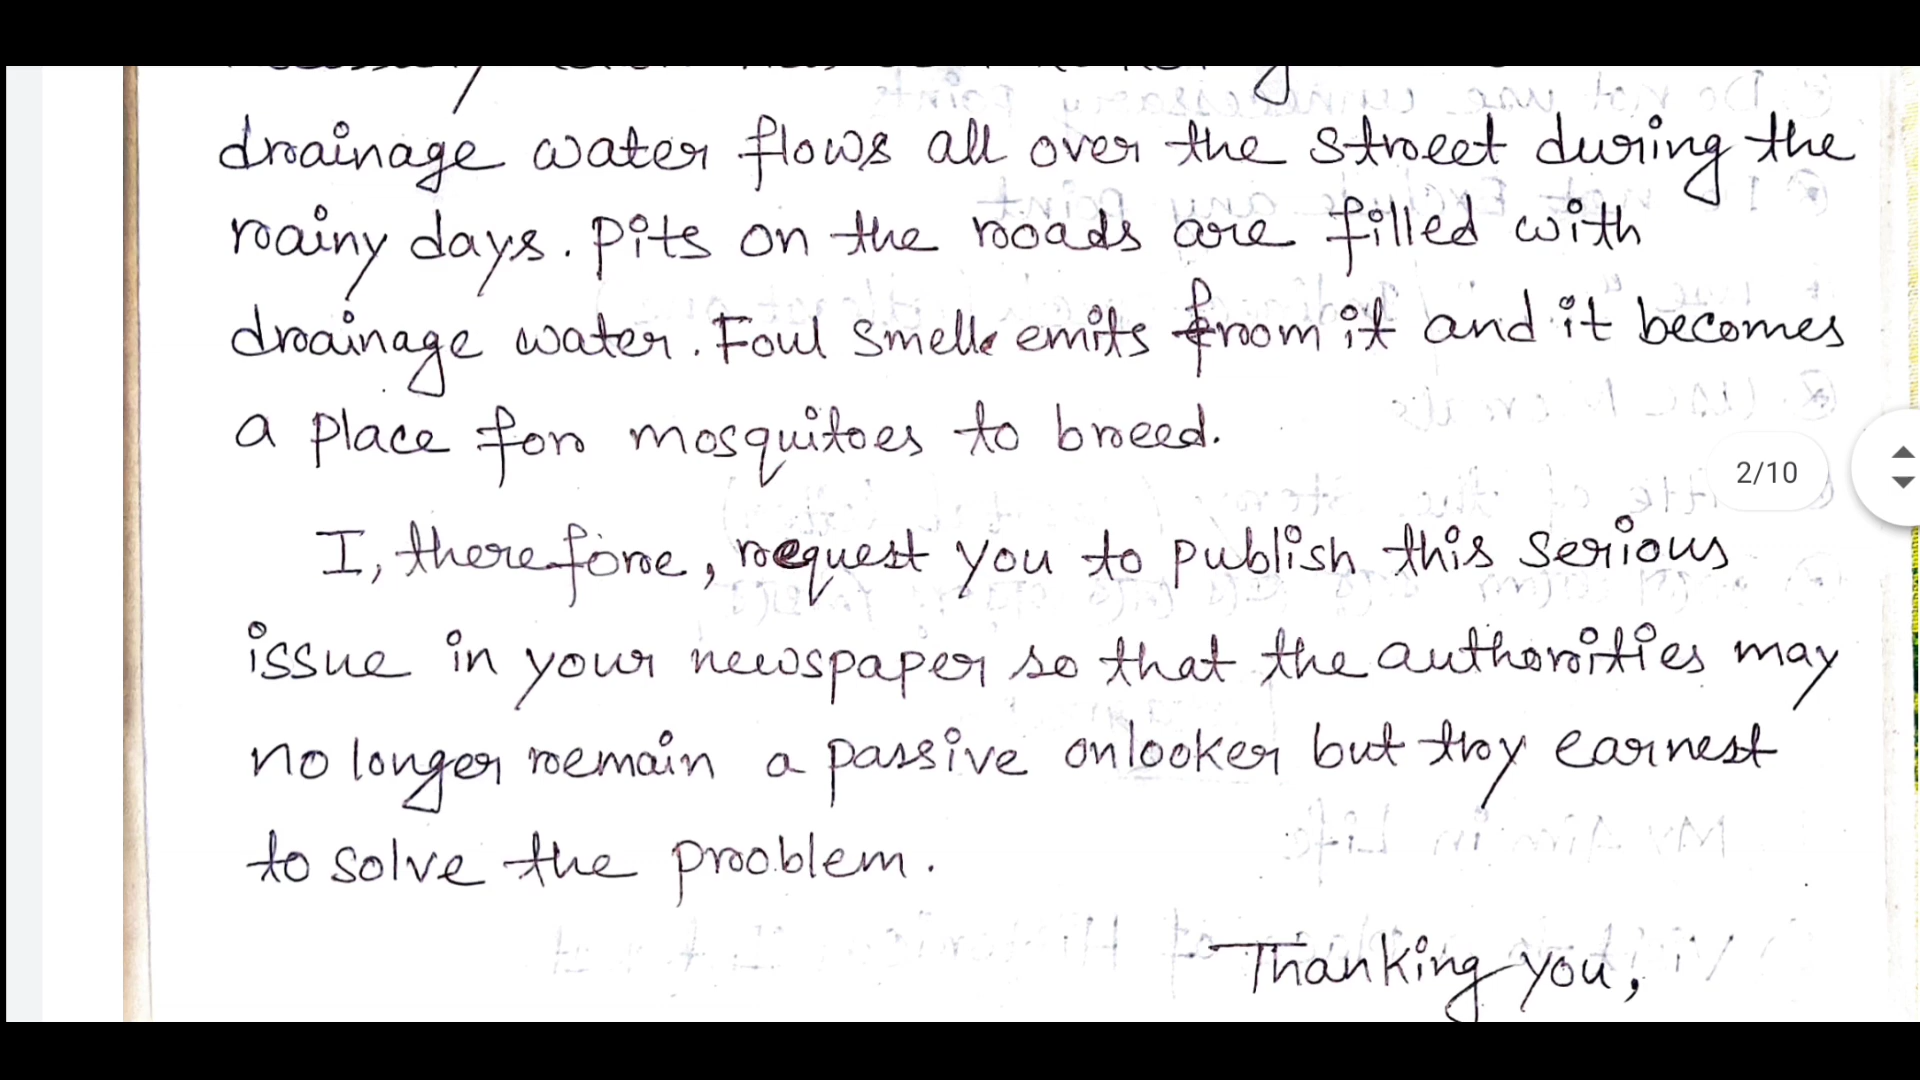 drainage water flows all over the street during the
rainy days. Pits on the roads are filled with
drainage water. Foul smell emits from it and it becomes
a place for mosquitoes to breed.
2/10
I, therefore, request you to publish this serious
issue in your newspaper so that the authorities may
no longer remain a passive onlooker but try earnest
to solve the problem.
Thanking you,